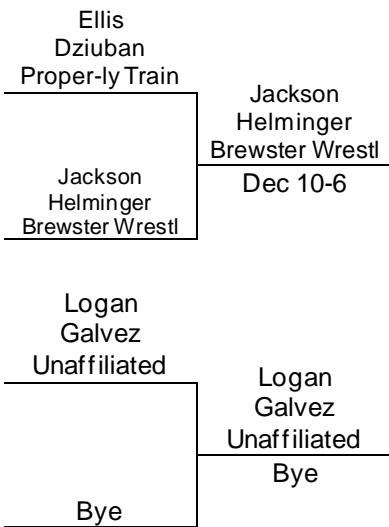 Ellis
Dziuban
Proper-ly Train
Jackson
Helminger
Brewster Wrestl
Jackson
Helminger
Brewster Wrestl
Dec 10-6
Logan
Galvez
Unaffiliated
Bye
Logan
Galvez
Unaffiliated
Bye